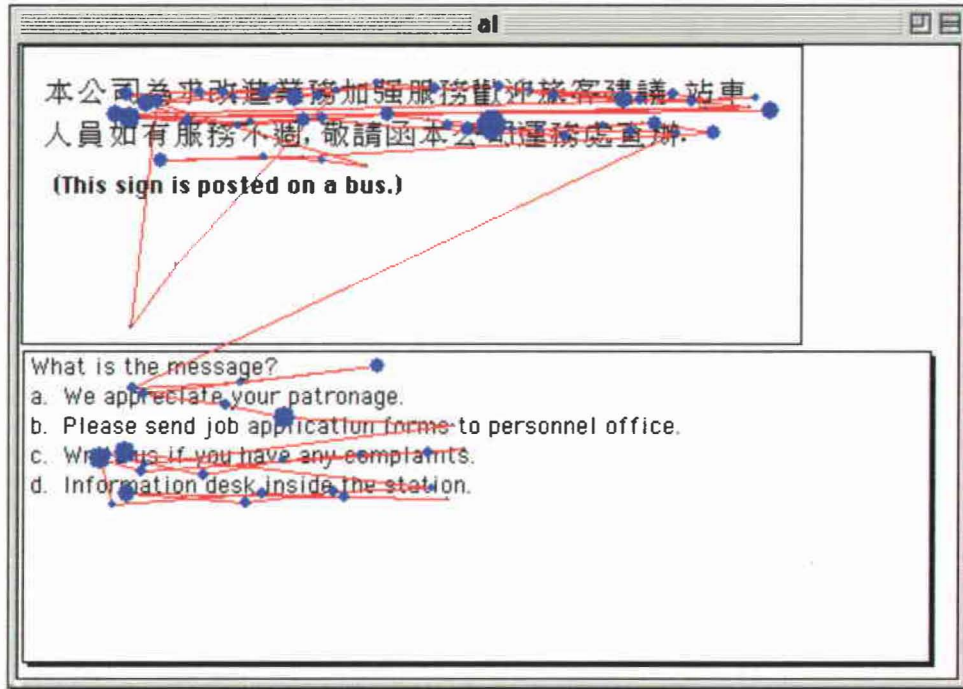 al
本公司為求改進業務加强服務歡迎旅客建議.站車
人員如有服務不週,敬請函本公司運務處查辦.
(This sign is posted on a bus.)
What is the message?
a. We appreciate your patronage.
b. Please send job application forms to personnel office.
c. Write us if you have any complaints.
d. Information desk inside the station.